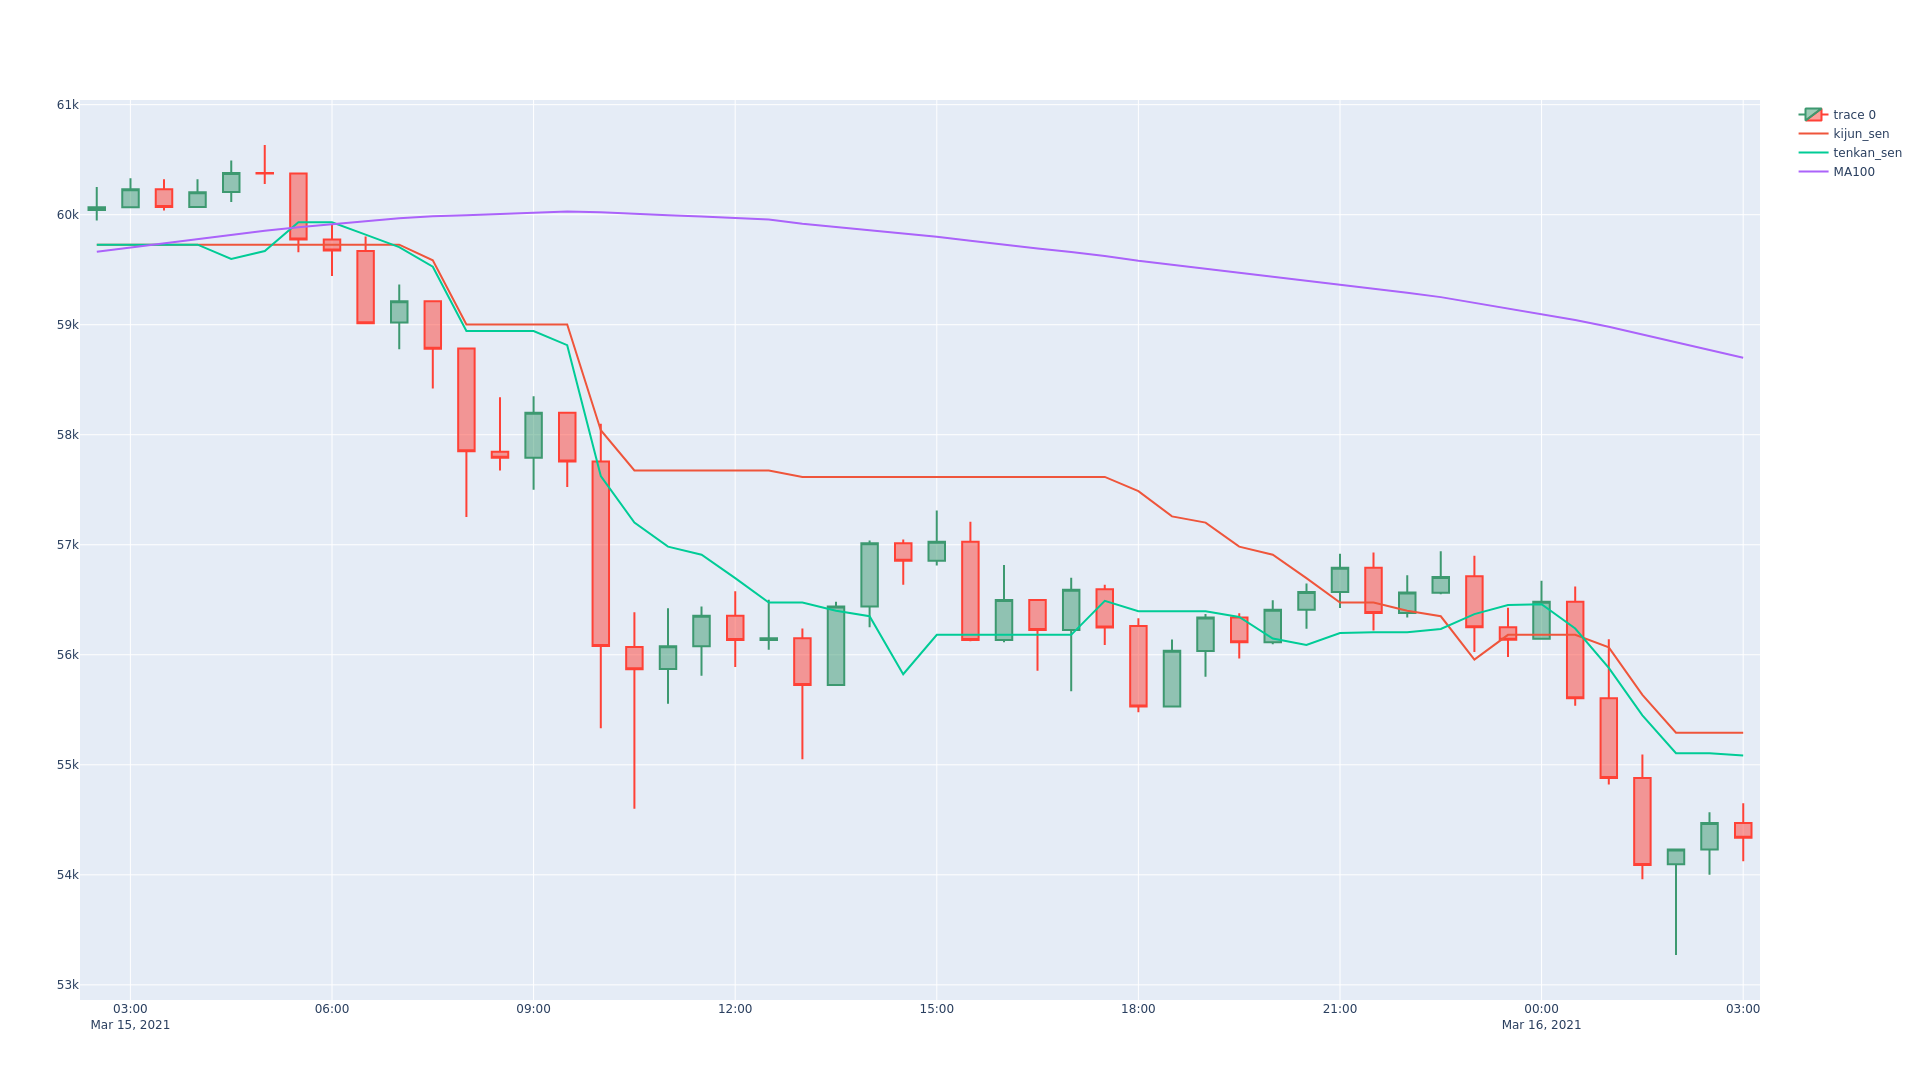 61k
60k
59k
58k
57k
56k
55k
54k
53k
03:00 06:00 09:00 12:00 15:00 18:00 21:00 00:00 03:00
Mar 15, 2021 Mar 16, 2021
trace 0
kijun_sen
tenkan_sen
MA100